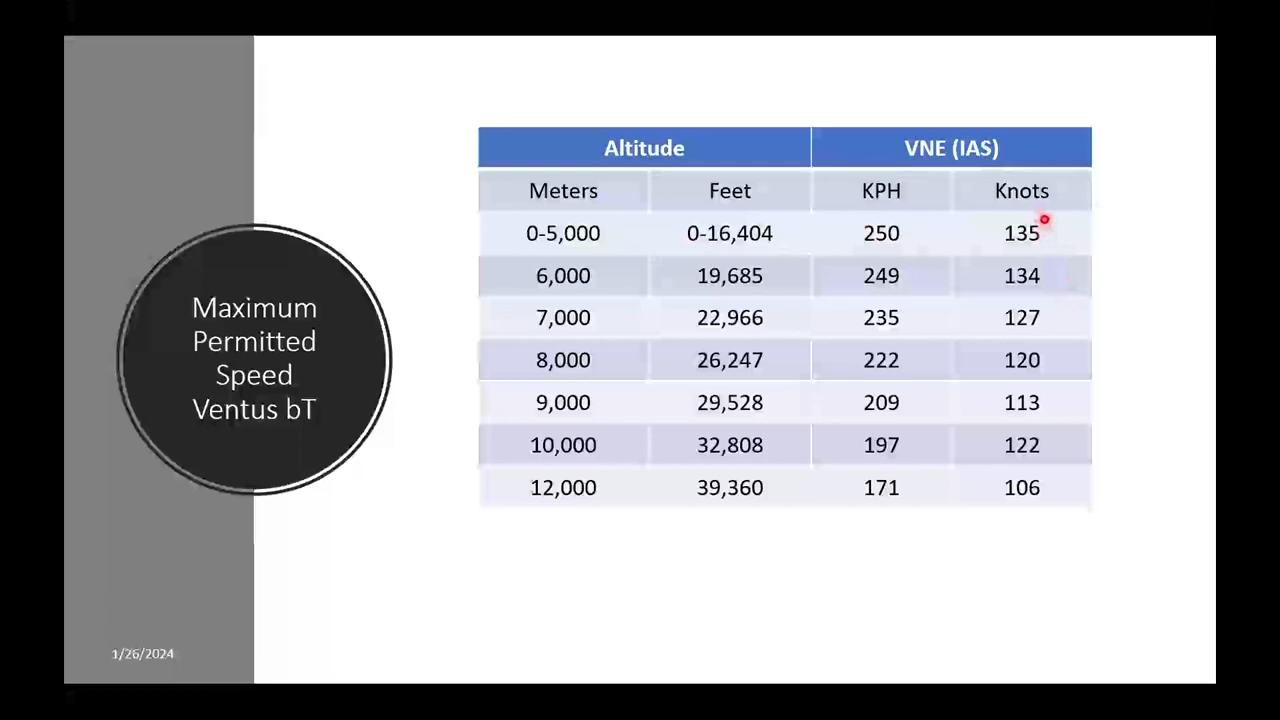 Maximum
Permitted
Speed
Ventus bT
Altitude VNE (IAS)
Meters Feet KPH Knots
0-5,000 0-16,404 250 135
6,000 19,685 249 134
7,000 22,966 235 127
8,000 26,247 222 120
9,000 29,528 209 113
10,000 32,808 197 122
12,000 39,360 171 106
1/26/2024